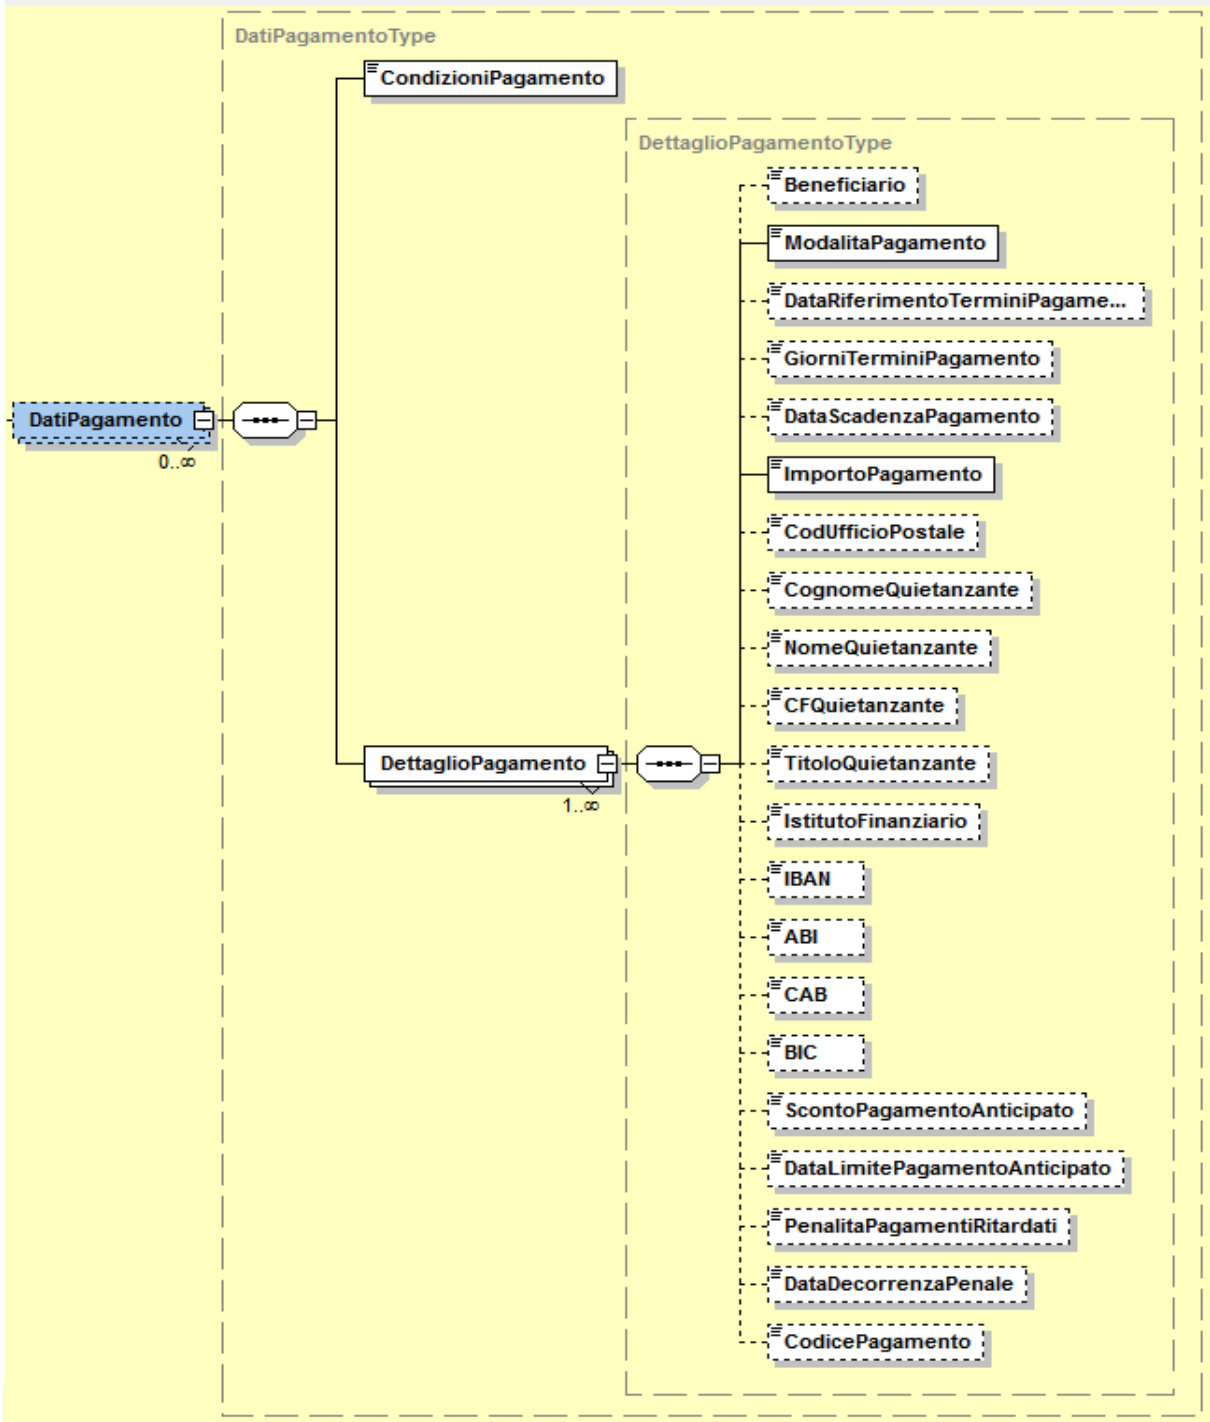 DatiPagamentoType
CondizioniPagamento
DettaglioPagamentoType
Beneficiario
ModalitaPagamento
DataRiferimentoTerminiPagame...
GiorniTerminiPagamento
DataScadenzaPagamento
DatiPagamento
0..∞
ImportoPagamento
CodUfficioPostale
CognomeQuietanzante
NomeQuietanzante
CFQuietanzante
DettaglioPagamento
1..∞
TitoloQuietanzante
IstitutoFinanziario
IBAN
ABI
CAB
BIC
ScontoPagamentoAnticipato
DataLimitePagamentoAnticipato
PenalitaPagamentiRitardati
DataDecorrenzaPenale
CodicePagamento